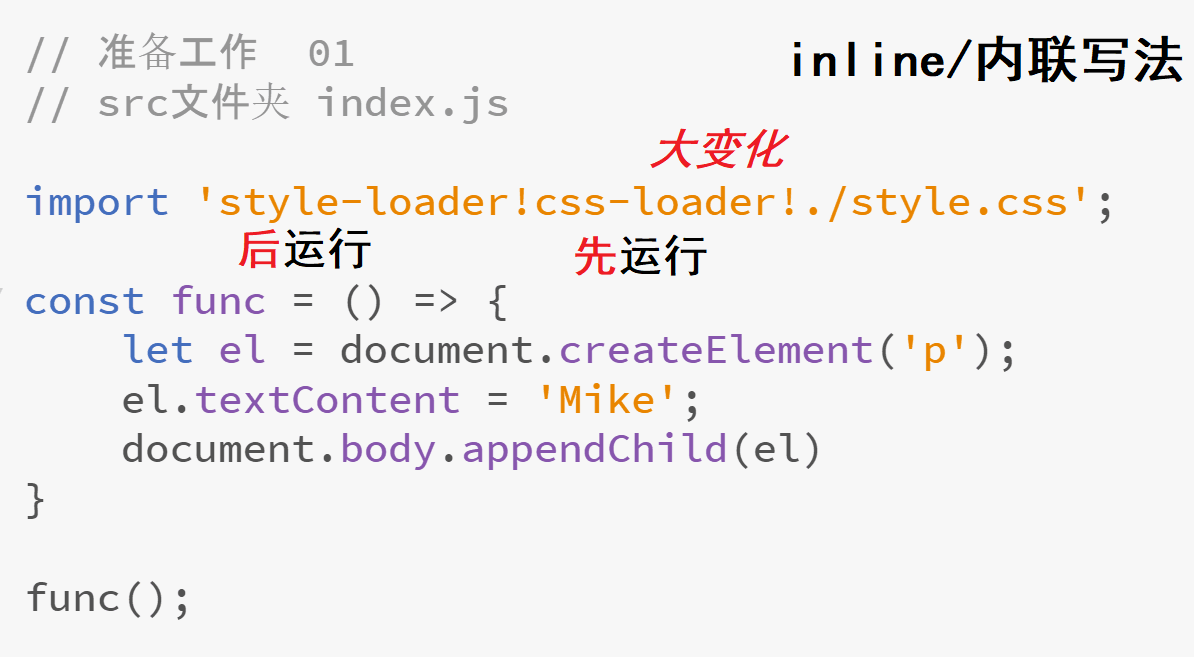 // 准备工作  01
inline/内联写法
// src文件夹 index.js
大变化
import 'style-loader!css-loader!./style.css';
后运行
先运行
const func = () => {
    let el = document.createElement('p');
    el.textContent = 'Mike';
    document.body.appendChild(el)
}
func();